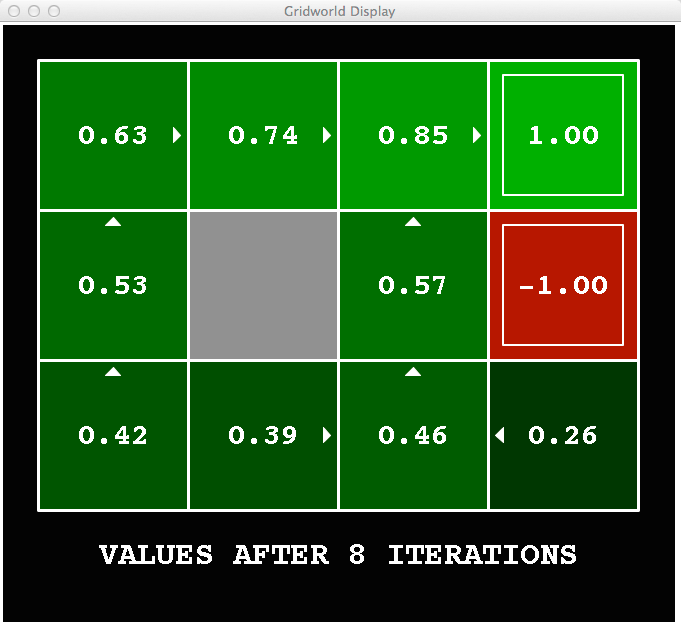 Gridworld Display
0.63 0.74 0.85 1.00
0.53 0.57 -1.00
0.42 0.39 0.46 0.26
VALUES AFTER 8 ITERATIONS